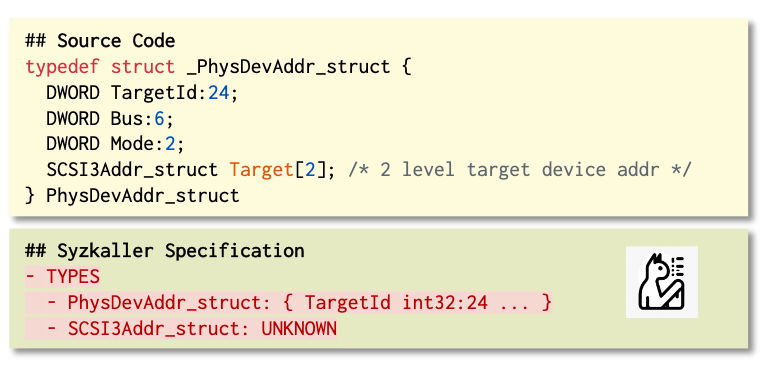 ## Source Code
typedef struct _PhysDevAddr_struct {
  DWORD TargetId:24;
  DWORD Bus:6;
  DWORD Mode:2;
  SCSI3Addr_struct Target[2]; /* 2 level target device addr */
} PhysDevAddr_struct
## Syzkaller Specification
- TYPES
  - PhysDevAddr_struct: { TargetId int32:24 ... }
  - SCSI3Addr_struct: UNKNOWN